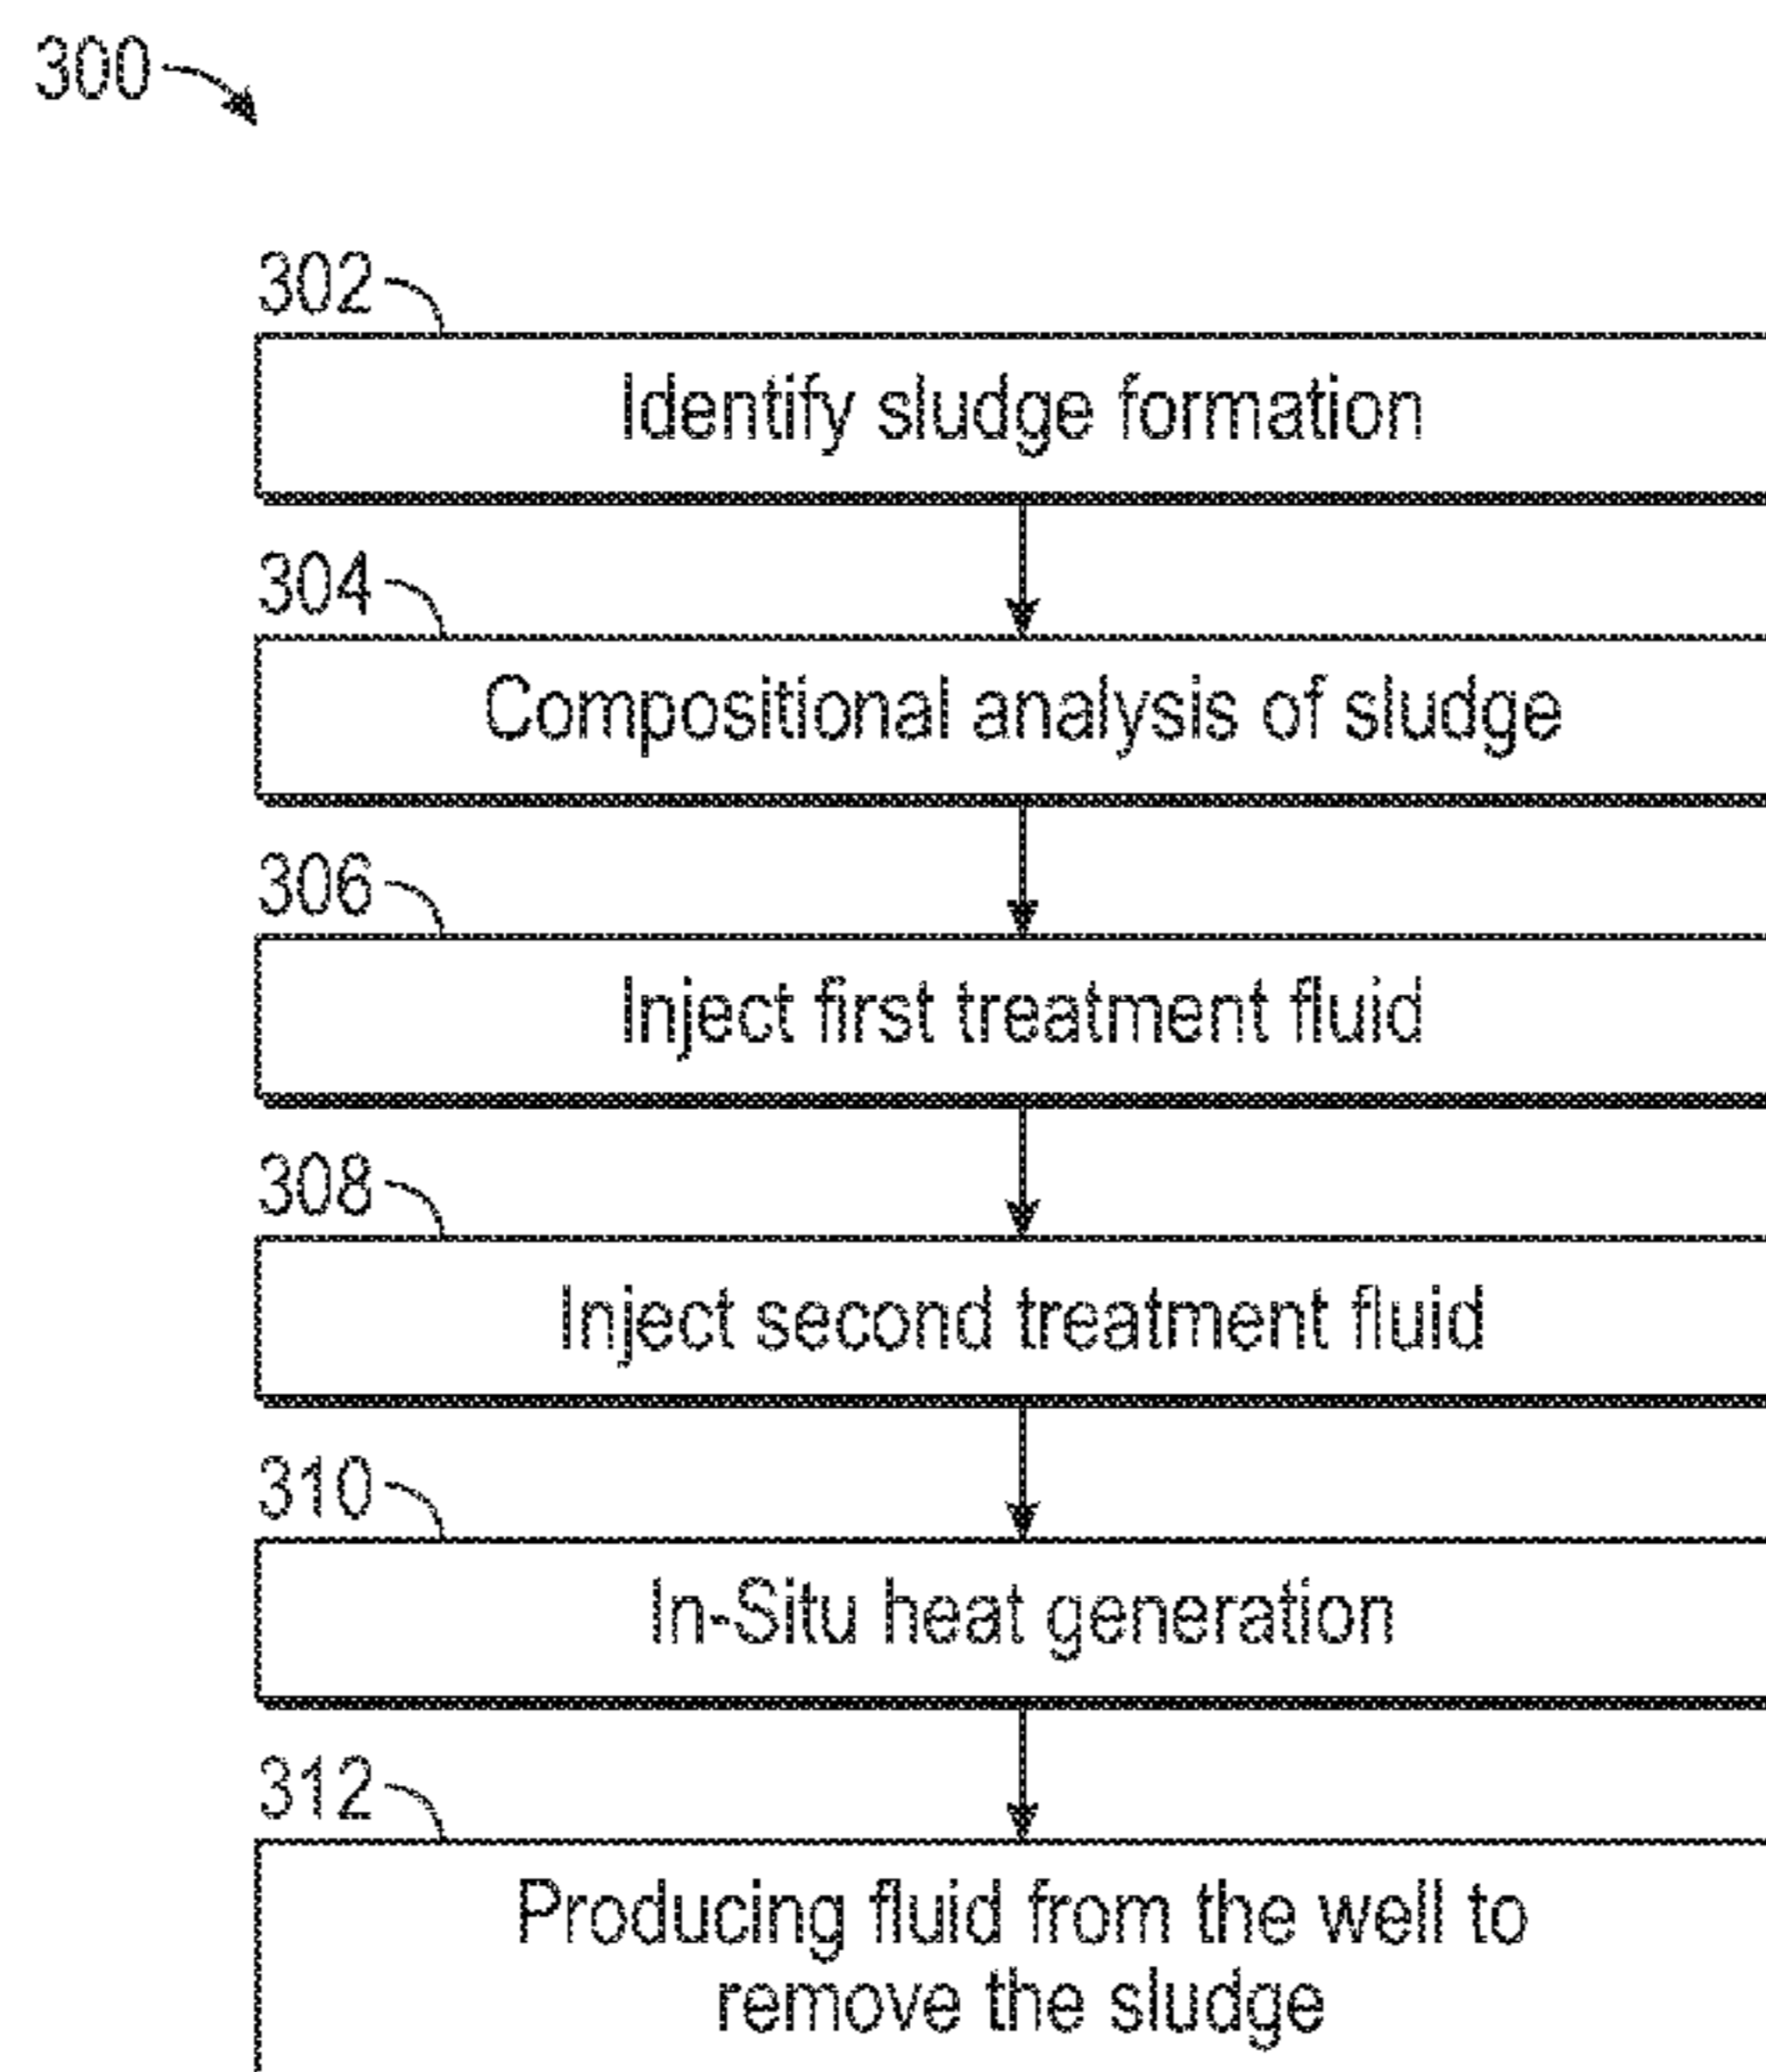 300
302
Identify sludge formation
304
Compositional analysis of sludge
306
Inject first treatment fluid
308
Inject second treatment fluid
310
In-Situ heat generation
312
Producing fluid from the well to
remove the sludge